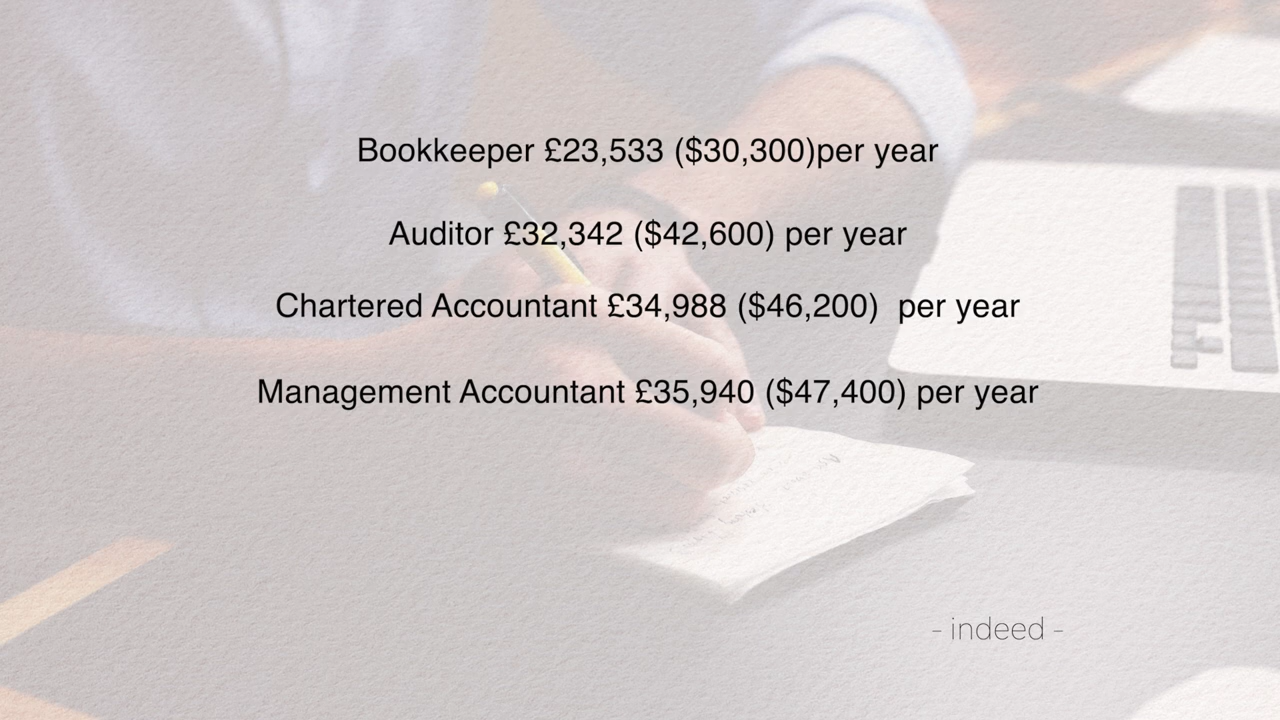 Bookkeeper £23,533 ($30,300)per year
Auditor £32,342 ($42,600) per year
Chartered Accountant £34,988 ($46,200)  per year
Management Accountant £35,940 ($47,400) per year
- indeed -